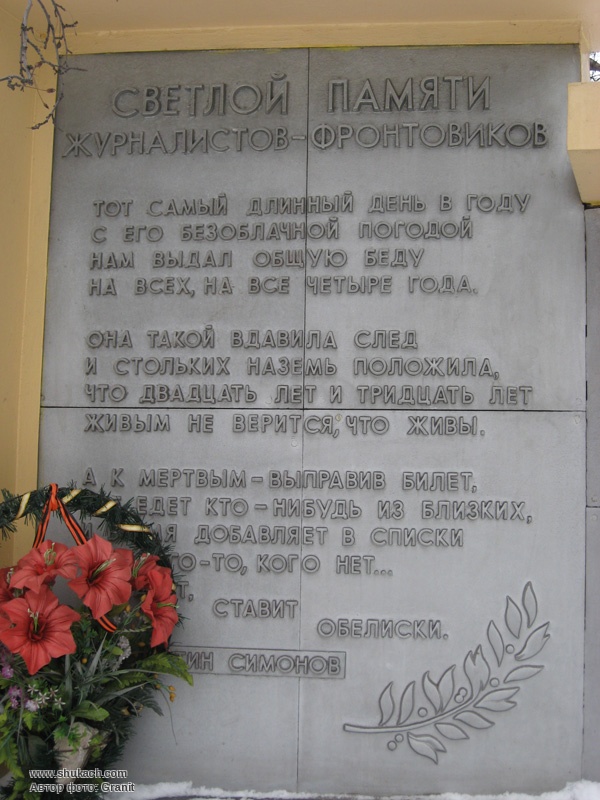 СВЕТЛОЙ ПАМЯТИ
ЖУРНАЛИСТОВ-ФРОНТОВИКОВ
ТОТ САМЫЙ ДЛИННЫЙ ДЕНЬ В ГОДУ
С ЕГО БЕЗОБЛАЧНОЙ ПОГОДОЙ
НАМ ВЫДАЛ ОБЩУЮ БЕДУ
НА ВСЕХ, НА ВСЕ ЧЕТЫРЕ ГОДА.
ОНА ТАКОЙ ВДАВИЛА СЛЕД
И СТОЛЬКИХ НАЗЕМЬ ПОЛОЖИЛА,
ЧТО ДВАДЦАТЬ ЛЕТ И ТРИДЦАТЬ ЛЕТ
ЖИВЫМ НЕ ВЕРИТСЯ, ЧТО ЖИВЫ.
А К МЕРТВЫМ – ВЫПРАВИВ БИЛЕТ,
ЕДЕТ КТО – НИБУДЬ ИЗ БЛИЗКИХ,
И ДОБАВЛЯЕТ В СПИСКИ
ГО-ТО, КОГО НЕТ...
СТАВИТ
ОБЕЛИСКИ.
ТИН СИМОНОВ
www.shukach.com
Автор фото: Granit